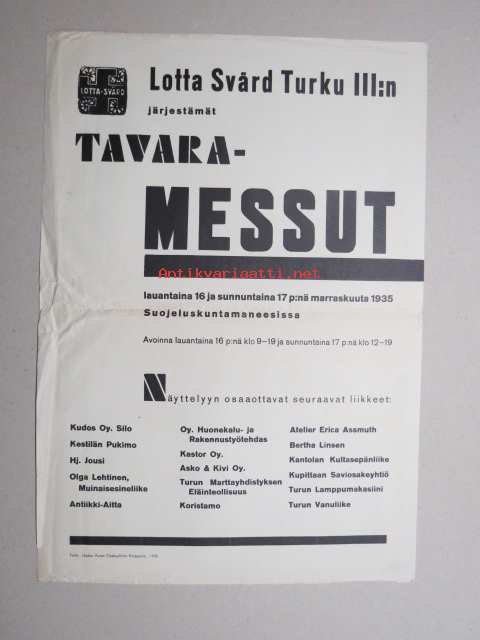 LOTTA-SVÄRD
Lotta Svärd Turku III:n
järjestämät
TAVARA-
MESSUT
Antikvariaatti.net
lauantaina 16 ja sunnuntaina 17 p:nä marraskuuta 1935
Suojeluskuntamaneesissa
Avoinna lauantaina 16 p:nä klo 9–19 ja sunnuntaina 17 p:nä klo 12–19
Näyttelyyn osaaottavat seuraavat liikkeet:
Kudos Oy. Silo
Kestilän Pukimo
Hj. Jousi
Olga Lehtinen,
Muinaisesineliike
Antiikki-Aitta
Oy. Huonekalu- ja
Rakennustyötehdas
Kastor Oy.
Asko & Kivi Oy.
Turun Marttayhdistyksen
Eläinteollisuus
Koristamo
Atelier Erica Assmuth
Bertha Linsen
Kantolan Kultasepänliike
Kupittaan Saviosakeyhtiö
Turun Lamppumakasiini
Turun Vanuliike